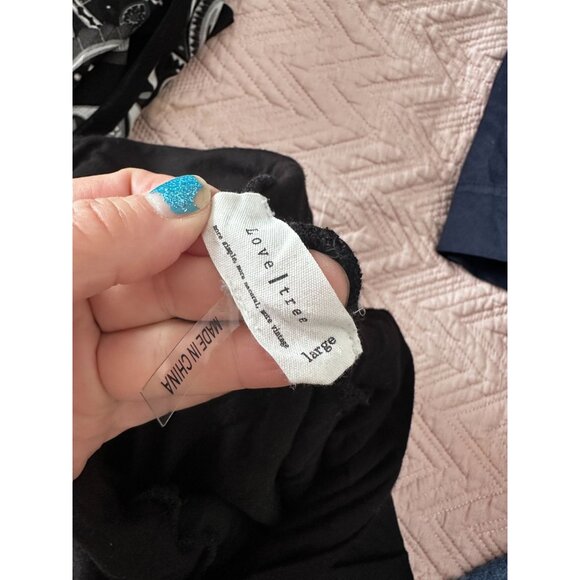 Love tree
more simple, more natural, more vintage
large
MADE IN CHINA